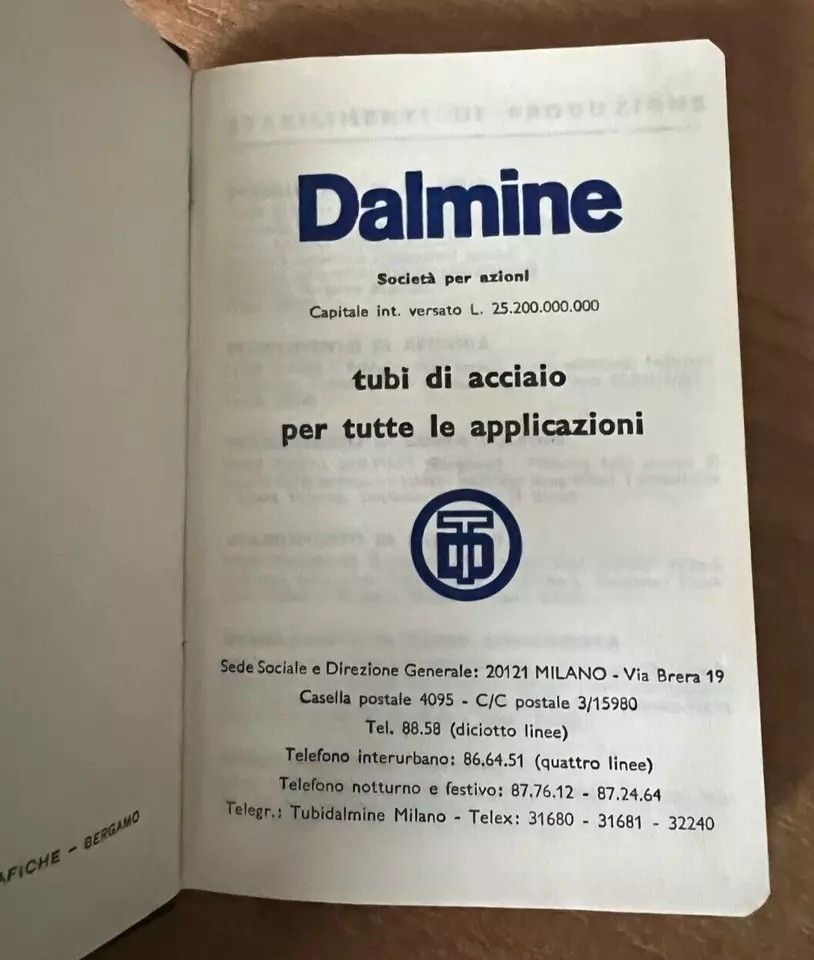 Dalmine
Società per azioni
Capitale int. versato L. 25.200.000.000
tubi di acciaio
per tutte le applicazioni
Sede Sociale e Direzione Generale: 20121 MILANO - Via Brera 19
Casella postale 4095 - C/C postale 3/15980
Tel. 88.58 (diciotto linee)
Telefono interurbano: 86.64.51 (quattro linee)
Telefono notturno e festivo: 87.76.12 - 87.24.64
Telegr.: Tubidalmine Milano - Telex: 31680 - 31681 - 32240
AFICHE - BERGAMO